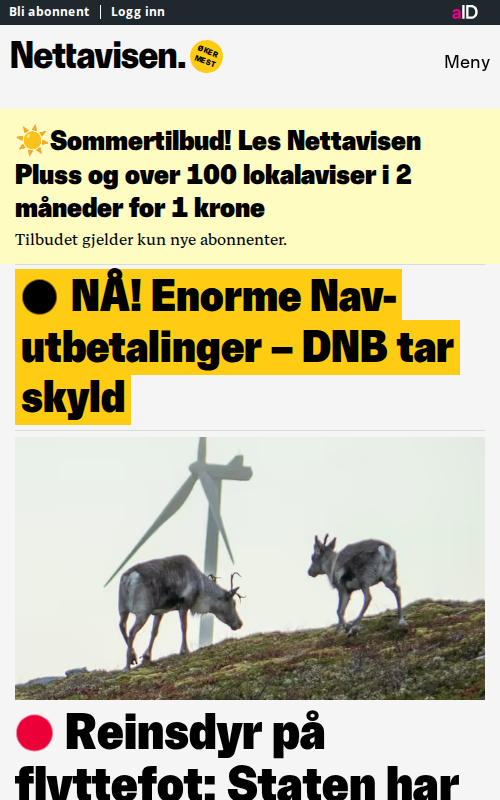 Bli abonnent
Logg inn
aID
Nettavisen.
ØKER
MEST
Meny
☀️Sommertilbud! Les Nettavisen
Pluss og over 100 lokalaviser i 2
måneder for 1 krone
Tilbudet gjelder kun nye abonnenter.
NÅ! Enorme Nav-
utbetalinger – DNB tar
skyld
Reinsdyr på
flyttefot: Staten har